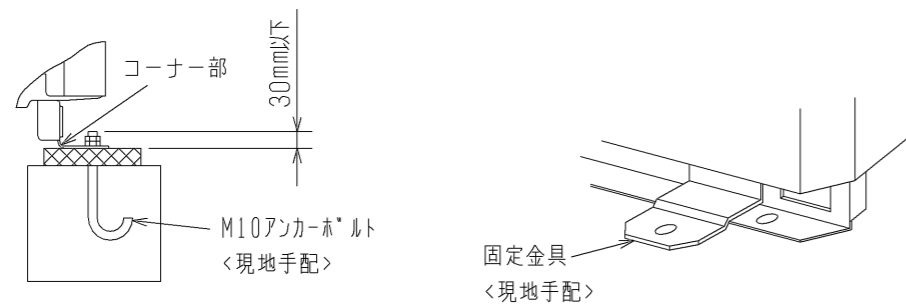 コーナー部
30mm以下
M10アンカーボルト
<現地手配>
固定金具
<現地手配>